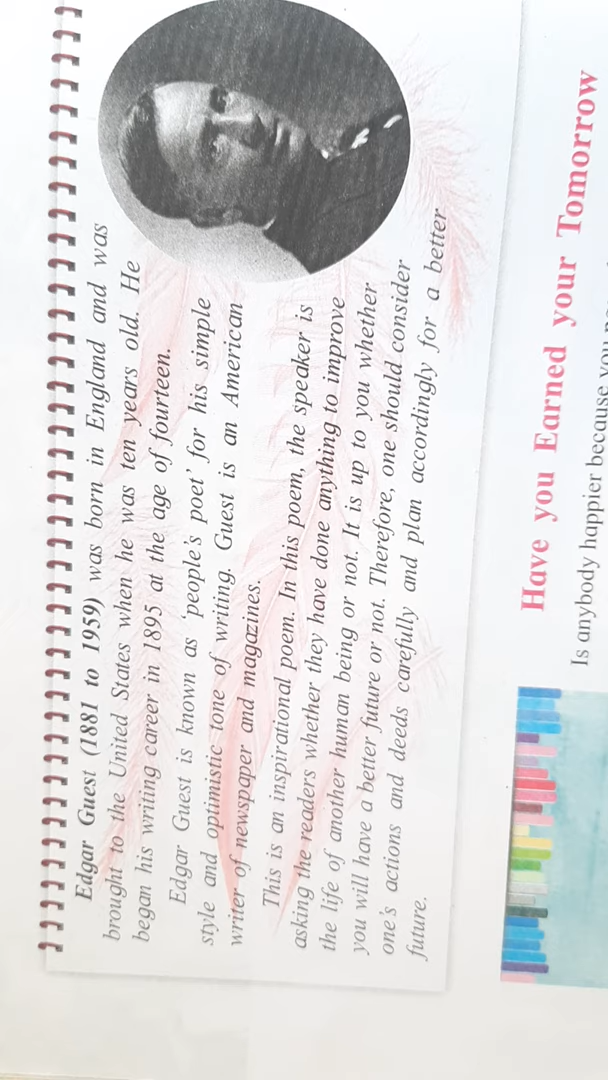 Edgar Guest (1881 to 1959) was born in England and was
brought to the United States when he was ten years old. He
began his writing career in 1895 at the age of fourteen.
Edgar Guest is known as 'people's poet' for his simple
style and optimistic tone of writing. Guest is an American
writer of newspaper and magazines.
This is an inspirational poem. In this poem, the speaker is
asking the readers whether they have done anything to improve
the life of another human being or not. It is up to you whether
you will have a better future or not. Therefore, one should consider
one's actions and deeds carefully and plan accordingly for a better
future.
Have you Earned your Tomorrow
Is anybody happier because you